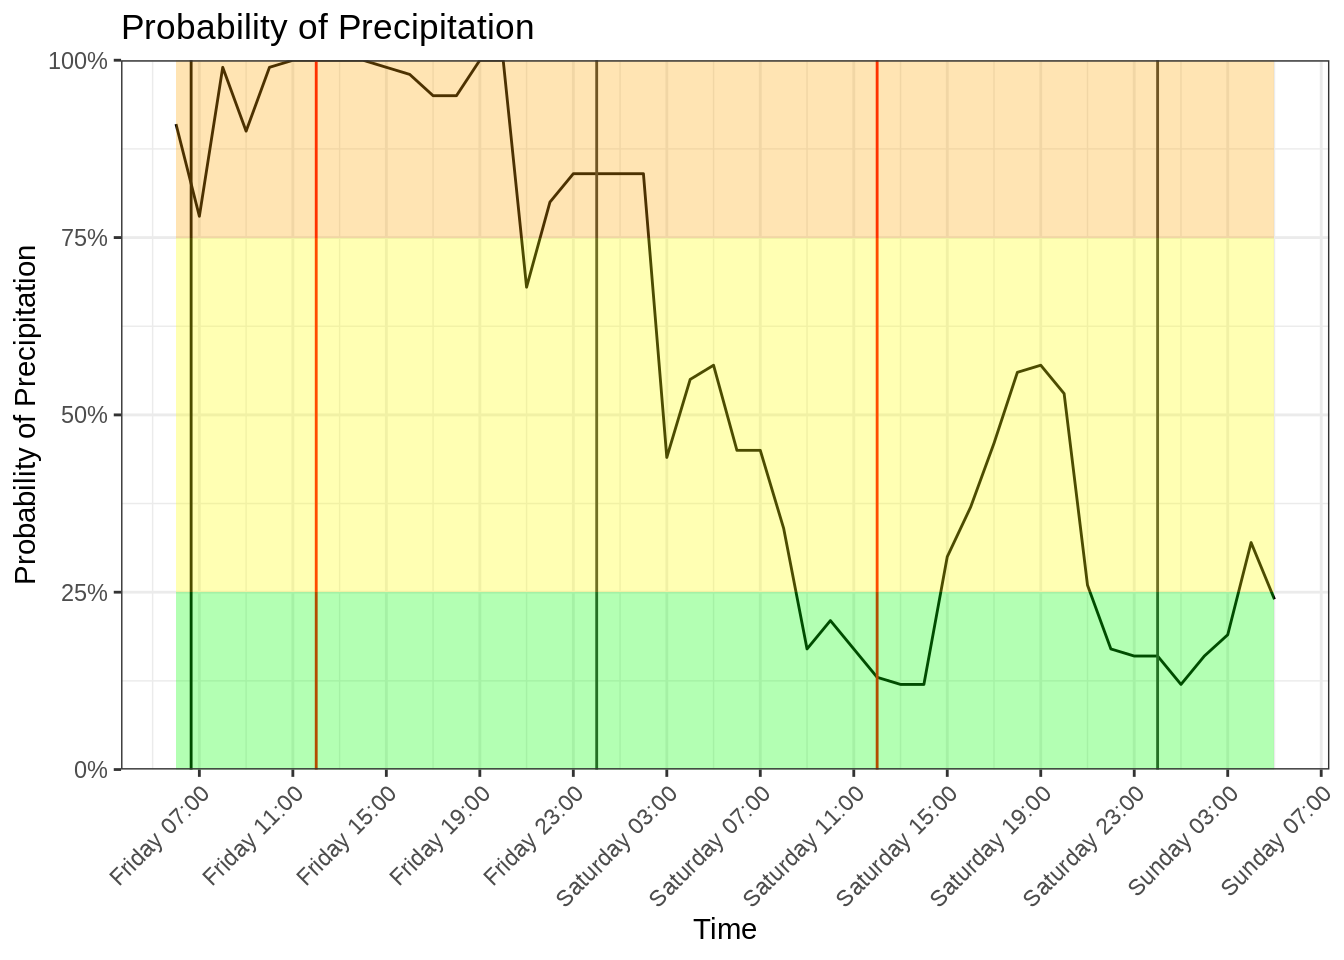 Probability of Precipitation
100%
75%
50%
25%
0%
Probability of Precipitation
Friday 07:00
Friday 11:00
Friday 15:00
Friday 19:00
Friday 23:00
Saturday 03:00
Saturday 07:00
Saturday 11:00
Saturday 15:00
Saturday 19:00
Saturday 23:00
Sunday 03:00
Sunday 07:00
Time